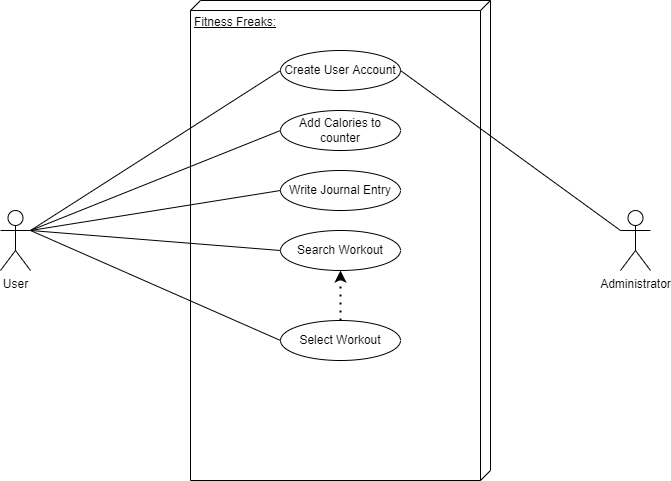 Fitness Freaks:
Create User Account
Add Calories to
counter
Write Journal Entry
Search Workout
Select Workout
User
Administrator